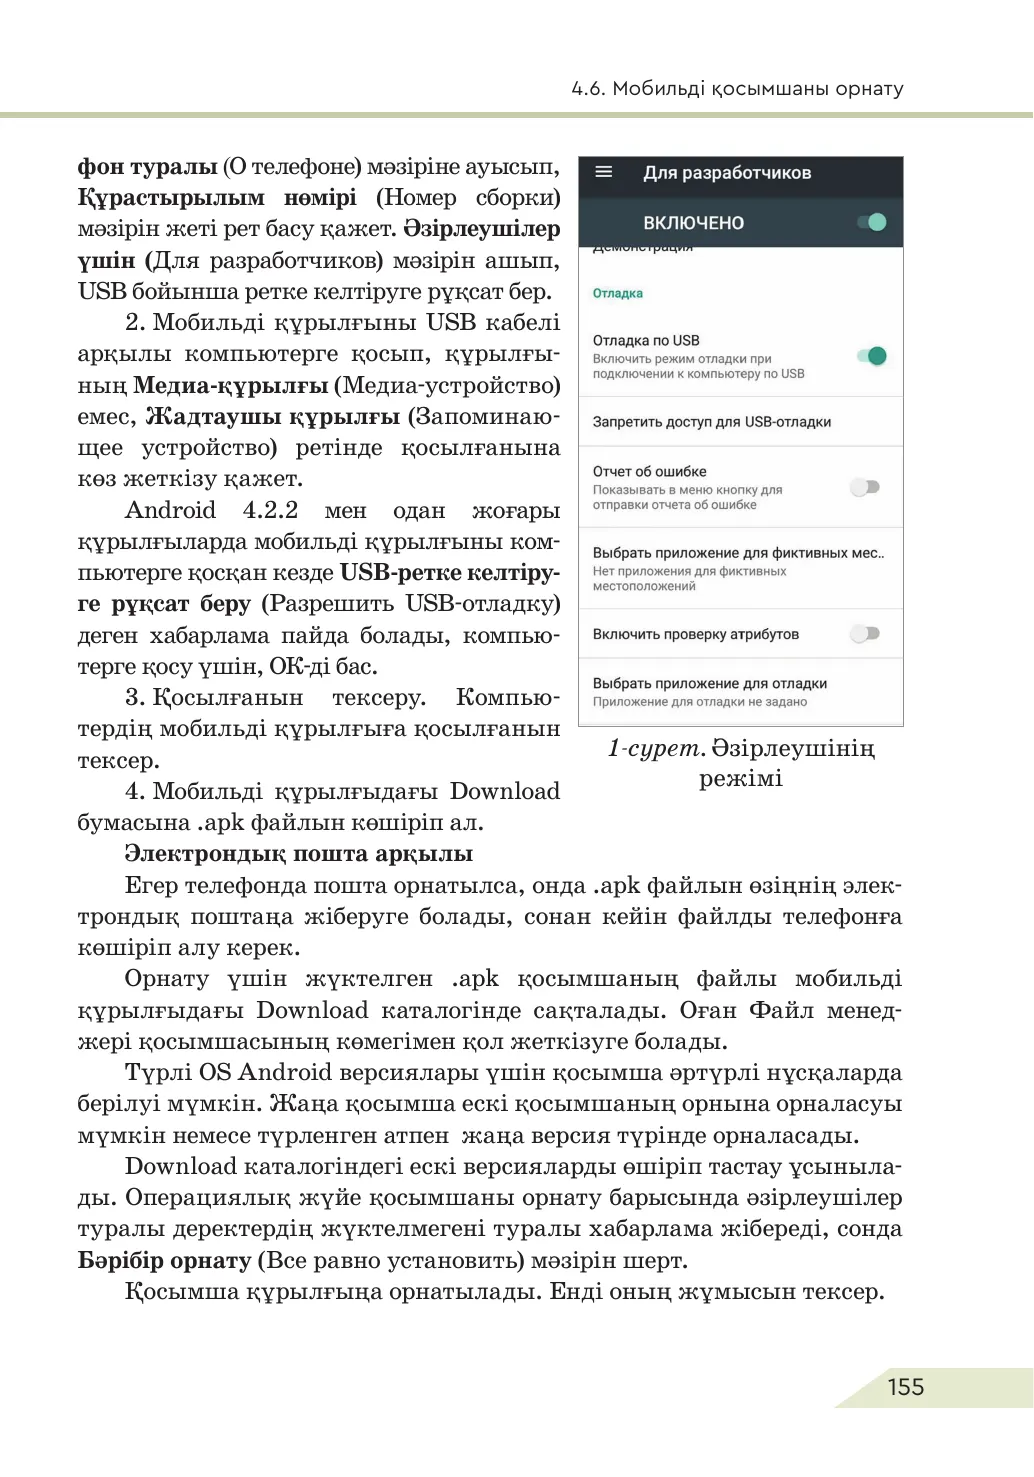 4.6. Мобильді қосымшаны орнату
фон туралы (О телефоне) мәзіріне ауысып,
Құрастырылым нөмірі (Номер сборки)
мәзірін жеті рет басу қажет. Әзірлеушілер
үшін (Для разработчиков) мәзірін ашып,
USB бойынша ретке келтіруге рұқсат бер.
2. Мобильді құрылғыны USB кабелі
арқылы компьютерге қосып, құрылғы-
ның Медиа-құрылғы (Медиа-устройство)
емес, Жадтаушы құрылғы (Запоминаю-
щее устройство) ретінде қосылғанына
көз жеткізу қажет.
Android 4.2.2 мен одан жоғары
құрылғыларда мобильді құрылғыны ком-
пьютерге қосқан кезде USB-ретке келтіру-
ге рұқсат беру (Разрешить USB-отладку)
деген хабарлама пайда болады, компью-
терге қосу үшін, ОК-ді бас.
3. Қосылғанын тексеру. Компью-
тердің мобильді құрылғыға қосылғанын
тексер.
4. Мобильді құрылғыдағы Download
бумасына .apk файлын көшіріп ал.
Для разработчиков
ВКЛЮЧЕНО
Демонстрация
Отладка
Отладка по USB
Включить режим отладки при
подключении к компьютеру по USB
Запретить доступ для USB-отладки
Отчет об ошибке
Показывать в меню кнопку для
отправки отчета об ошибке
Выбрать приложение для фиктивных мес..
Нет приложения для фиктивных
местоположений
Включить проверку атрибутов
Выбрать приложение для отладки
Приложение для отладки не задано
1-сурет. Әзірлеушінің
режімі
Электрондық пошта арқылы
Егер телефонда пошта орнатылса, онда .apk файлын өзіңнің элек-
трондық поштаңа жіберуге болады, сонан кейін файлды телефонға
көшіріп алу керек.
Орнату үшін жүктелген .apk қосымшаның файлы мобильді
құрылғыдағы Download каталогінде сақталады. Оған Файл менед-
жері қосымшасының көмегімен қол жеткізуге болады.
Түрлі OS Android версиялары үшін қосымша әртүрлі нұсқаларда
берілуі мүмкін. Жаңа қосымша ескі қосымшаның орнына орналасуы
мүмкін немесе түрленген атпен жаңа версия түрінде орналасады.
Download каталогіндегі ескі версияларды өшіріп тастау ұсыныла-
ды. Операциялық жүйе қосымшаны орнату барысында әзірлеушілер
туралы деректердің жүктелмегені туралы хабарлама жібереді, сонда
Бәрібір орнату (Все равно установить) мәзірін шерт.
Қосымша құрылғыңа орнатылады. Енді оның жұмысын тексер.
155